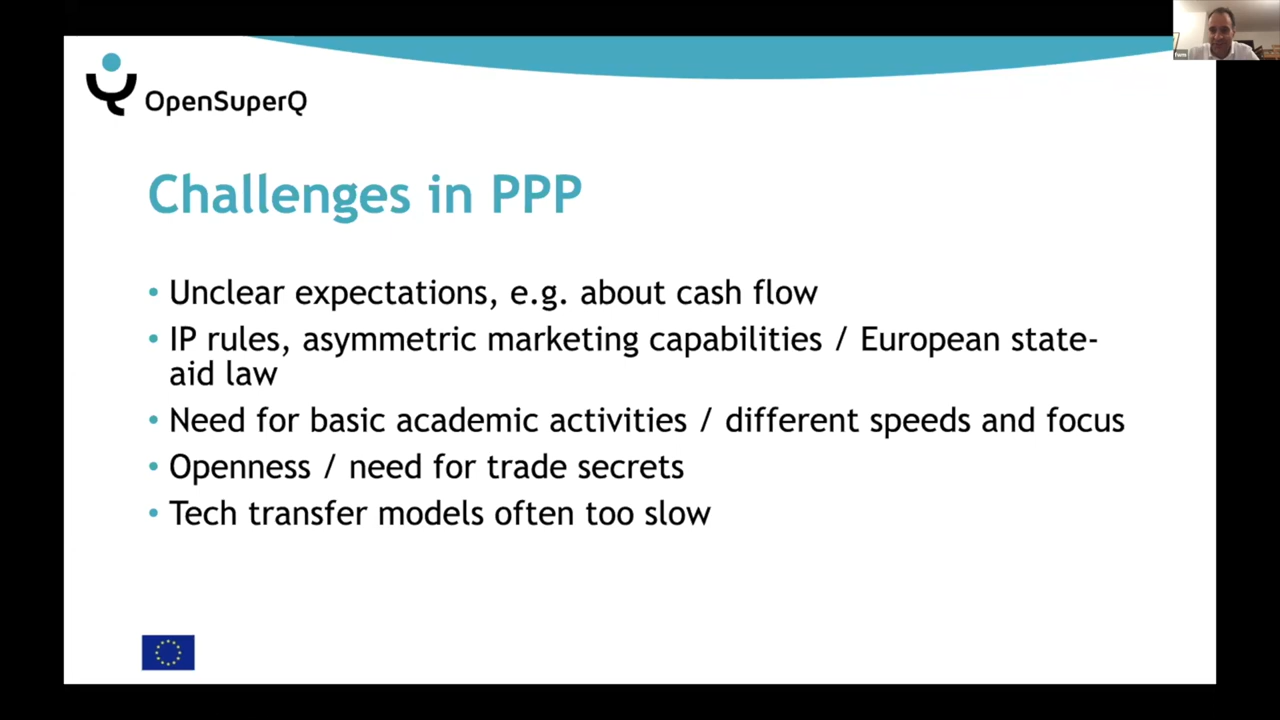 OpenSuperQ
Challenges in PPP
• Unclear expectations, e.g. about cash flow
• IP rules, asymmetric marketing capabilities / European state-
aid law
• Need for basic academic activities / different speeds and focus
• Openness / need for trade secrets
• Tech transfer models often too slow